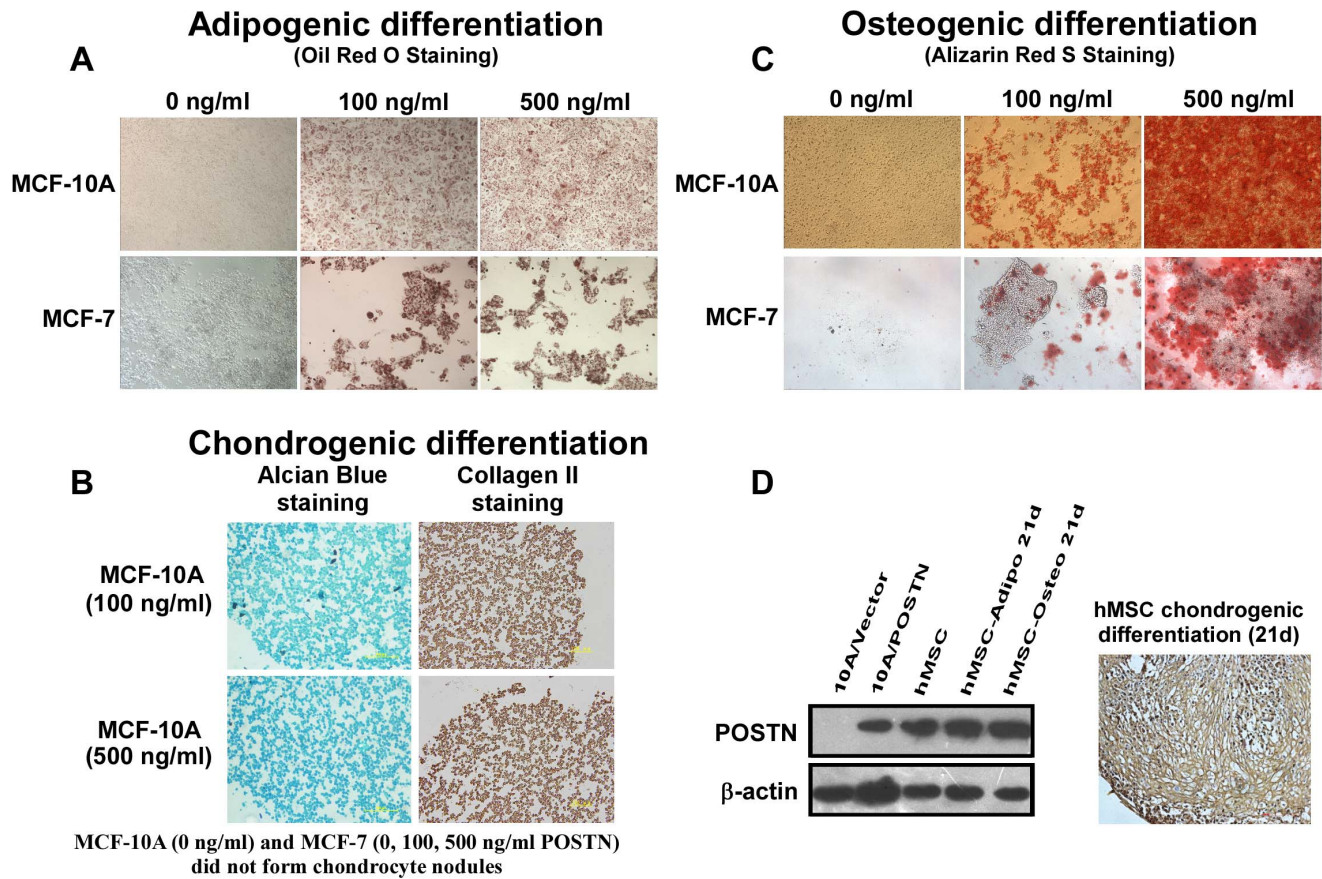 A
Adipogenic differentiation
(Oil Red O Staining)
0 ng/ml
100 ng/ml
500 ng/ml
MCF-10A
MCF-7
C
Osteogenic differentiation
(Alizarin Red S Staining)
0 ng/ml
100 ng/ml
500 ng/ml
MCF-10A
MCF-7
B
Chondrogenic differentiation
Alcian Blue
staining
Collagen II
staining
MCF-10A
(100 ng/ml)
MCF-10A
(500 ng/ml)
MCF-10A (0 ng/ml) and MCF-7 (0, 100, 500 ng/ml POSTN)
did not form chondrocyte nodules
D
10A/Vector
10A/POSTN
hMSC
hMSC-Adipo 21d
hMSC-Osteo 21d
POSTN
β-actin
hMSC chondrogenic
differentiation (21d)